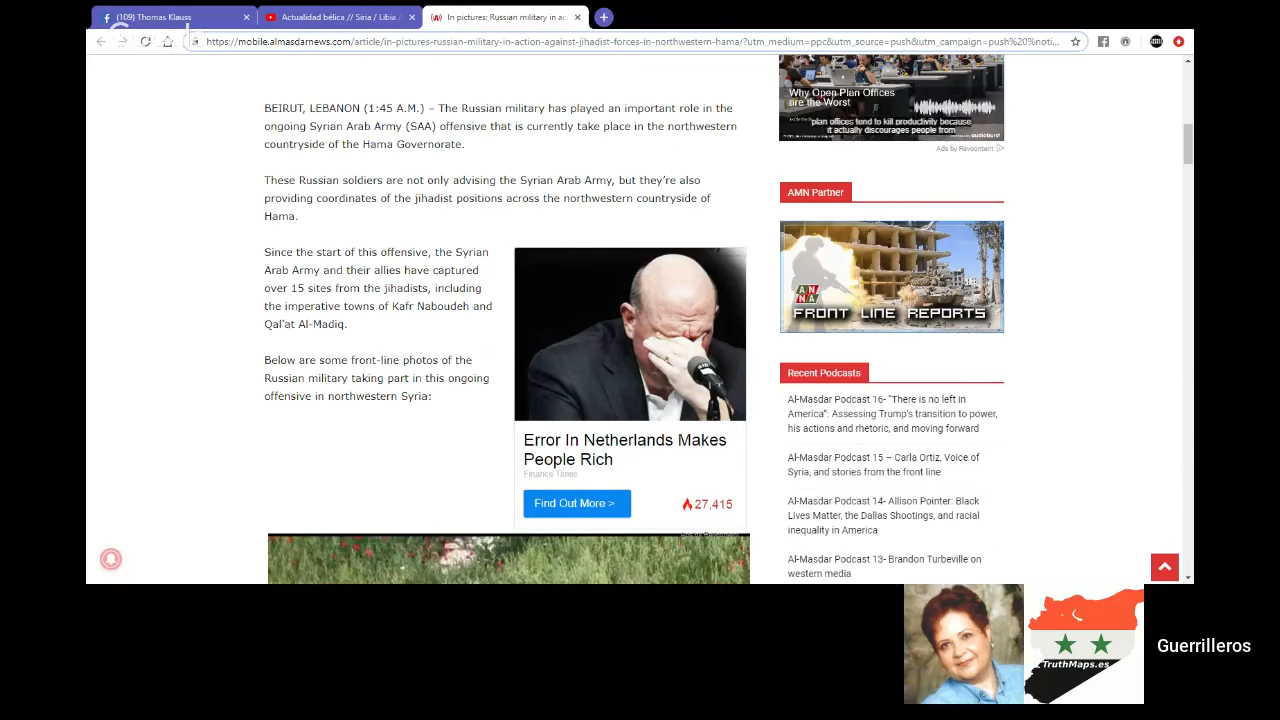 (109) Thomas Klauss
Actualidad bélica // Siria / Libia
In pictures: Russian military in ac
https://mobile.almasdarnews.com/article/in-pictures-russian-military-in-action-against-jihadist-forces-in-northwestern-hama/?utm_medium=ppc&utm_source=push&utm_campaign=push%20%noti...
BEIRUT, LEBANON (1:45 A.M.) – The Russian military has played an important role in the
ongoing Syrian Arab Army (SAA) offensive that is currently take place in the northwestern
countryside of the Hama Governorate.
These Russian soldiers are not only advising the Syrian Arab Army, but they're also
providing coordinates of the jihadist positions across the northwestern countryside of
Hama.
Since the start of this offensive, the Syrian
Arab Army and their allies have captured
over 15 sites from the jihadists, including
the imperative towns of Kafr Naboudeh and
Qal'at Al-Madiq.
Below are some front-line photos of the
Russian military taking part in this ongoing
offensive in northwestern Syria:
Error In Netherlands Makes
People Rich
Finance Times
Find Out More >
27,415
Why Open Plan Offices
are the Worst
plan offices tend to kill productivity because
it actually discourages people from
audioburst
Ads by Revcontent
AMN Partner
ANNA
FRONT LINE REPORTS
Recent Podcasts
Al-Masdar Podcast 16- "There is no left in
America": Assessing Trump's transition to power,
his actions and rhetoric, and moving forward
Al-Masdar Podcast 15 – Carla Ortiz, Voice of
Syria, and stories from the front line
Al-Masdar Podcast 14- Allison Pointer: Black
Lives Matter, the Dallas Shootings, and racial
inequality in America
Al-Masdar Podcast 13- Brandon Turbeville on
western media
TruthMaps.es
Guerrilleros